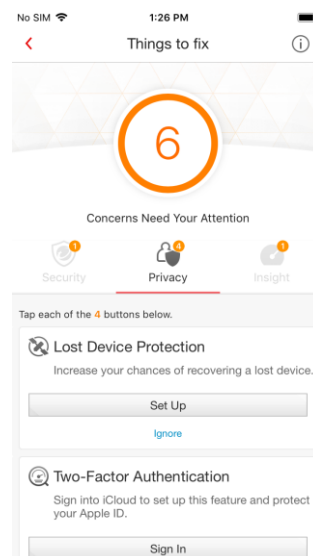 No SIM 1:26 PM
Things to fix
6
Concerns Need Your Attention
1 4 1
Security Privacy Insight
Tap each of the 4 buttons below.
Lost Device Protection
Increase your chances of recovering a lost device.
Set Up
Ignore
Two-Factor Authentication
Sign into iCloud to set up this feature and protect
your Apple ID.
Sign In